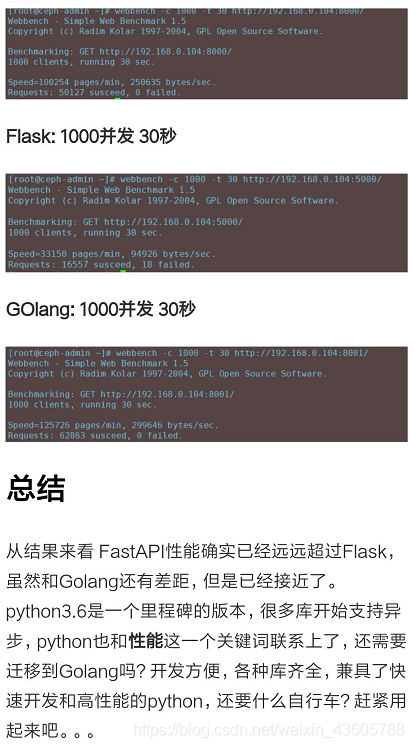 [root@ceph-admin ~]# webbench -c 1000 -t 30 http://192.168.0.104:8000/
Webbench - Simple Web Benchmark 1.5
Copyright (c) Radim Kolar 1997-2004, GPL Open Source Software.
Benchmarking: GET http://192.168.0.104:8000/
1000 clients, running 30 sec.
Speed=100254 pages/min, 250635 bytes/sec.
Requests: 50127 susceed, 0 failed.
Flask: 1000并发 30秒
[root@ceph-admin ~]# webbench -c 1000 -t 30 http://192.168.0.104:5000/
Webbench - Simple Web Benchmark 1.5
Copyright (c) Radim Kolar 1997-2004, GPL Open Source Software.
Benchmarking: GET http://192.168.0.104:5000/
1000 clients, running 30 sec.
Speed=33150 pages/min, 94926 bytes/sec.
Requests: 16557 susceed, 18 failed.
GOlang: 1000并发 30秒
[root@ceph-admin ~]# webbench -c 1000 -t 30 http://192.168.0.104:8001/
Webbench - Simple Web Benchmark 1.5
Copyright (c) Radim Kolar 1997-2004, GPL Open Source Software.
Benchmarking: GET http://192.168.0.104:8001/
1000 clients, running 30 sec.
Speed=125726 pages/min, 299646 bytes/sec.
Requests: 62863 susceed, 0 failed.
总结
从结果来看 FastAPI性能确实已经远远超过Flask，
虽然和Golang还有差距，但是已经接近了。
python3.6是一个里程碑的版本，很多库开始支持异
步，python也和性能这一个关键词联系上了，还需要
迁移到Golang吗？开发方便，各种库齐全，兼具了快
速开发和高性能的python，还要什么自行车？赶紧用
起来吧。。。
https://blog.csdn.net/weixin_43605788